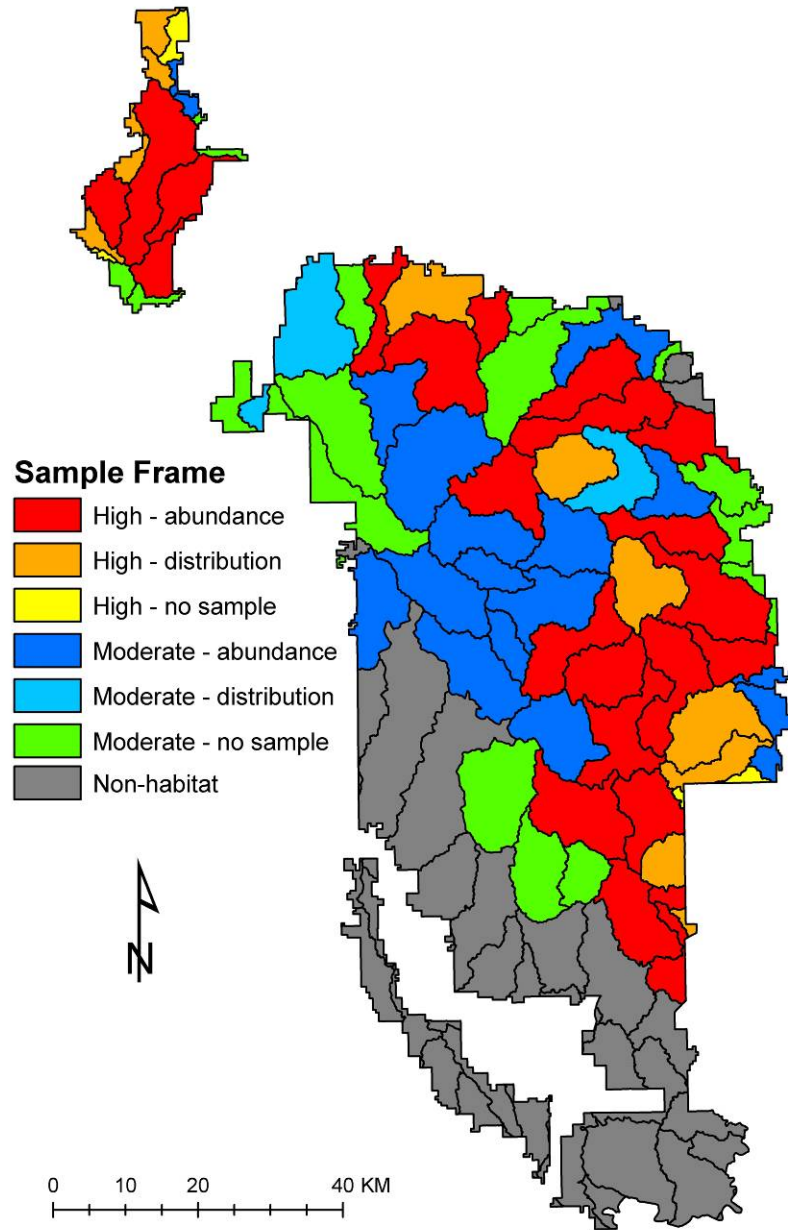 Sample Frame
High - abundance
High - distribution
High - no sample
Moderate - abundance
Moderate - distribution
Moderate - no sample
Non-habitat
N
0 10 20 40 KM